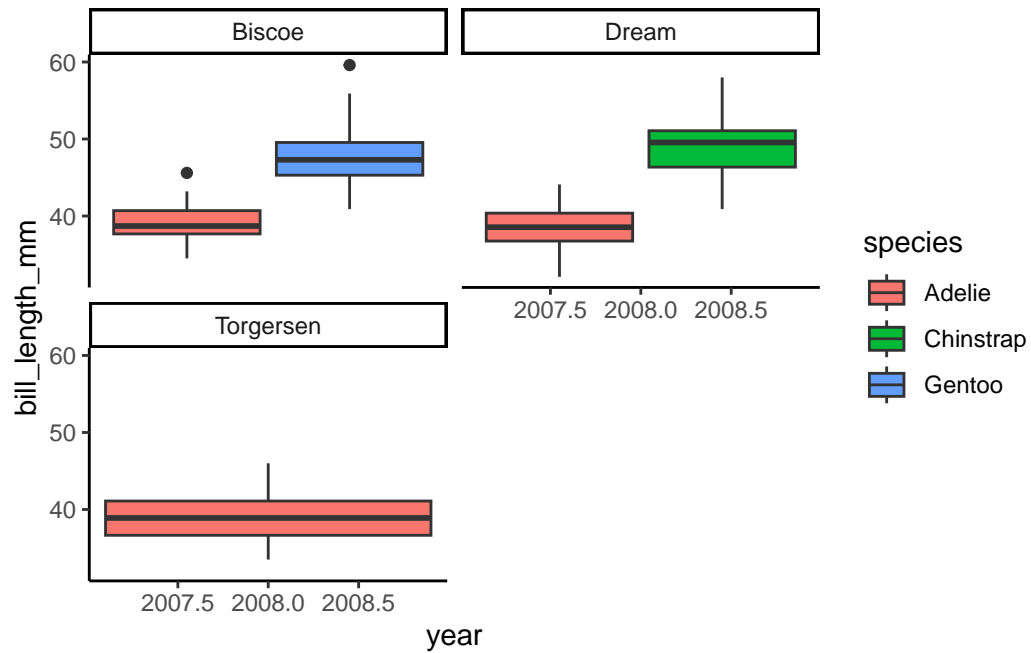 Biscoe
Dream
60
50
40
2007.5 2008.0 2008.5
Torgersen
60
50
40
2007.5 2008.0 2008.5
year
bill_length_mm
species
Adelie
Chinstrap
Gentoo